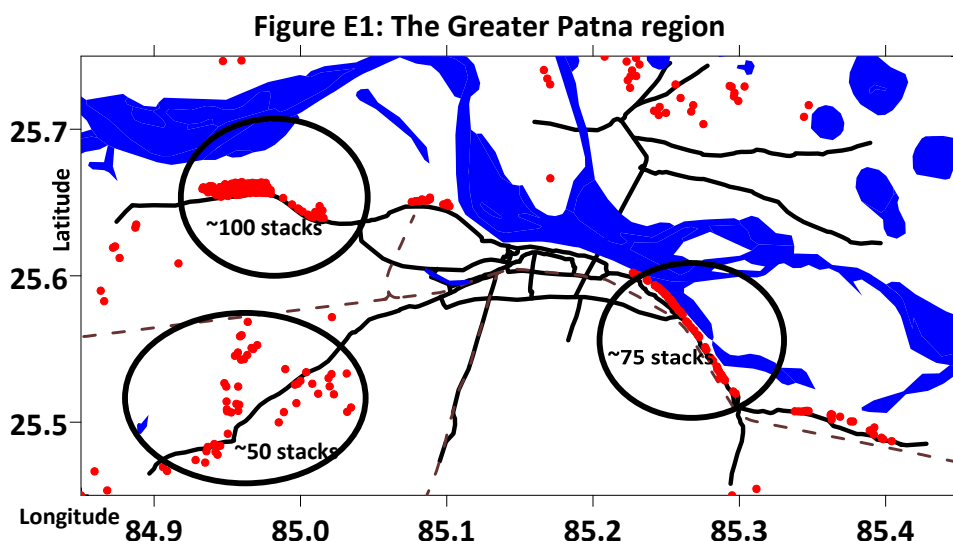 Figure E1: The Greater Patna region
25.7
Latitude
~100 stacks
25.6
~75 stacks
25.5
~50 stacks
Longitude
84.9 85.0 85.1 85.2 85.3 85.4